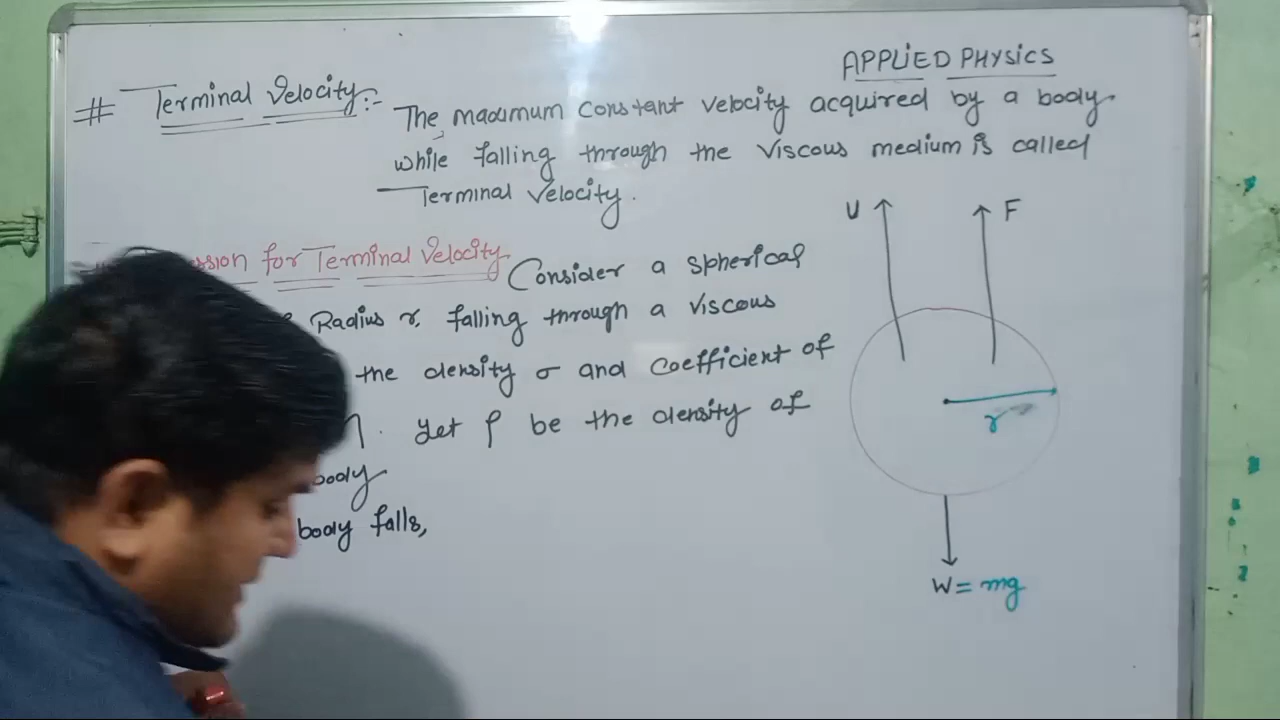 APPLIED PHYSICS
# Terminal Velocity:- The maximum constant velocity acquired by a body
while falling through the viscous medium is called
Terminal Velocity.
for Terminal Velocity Consider a spherical
Radius r, falling through a viscous
the density σ and coefficient of
η. Let ρ be the density of
body
body falls,
U
F
r
W = mg